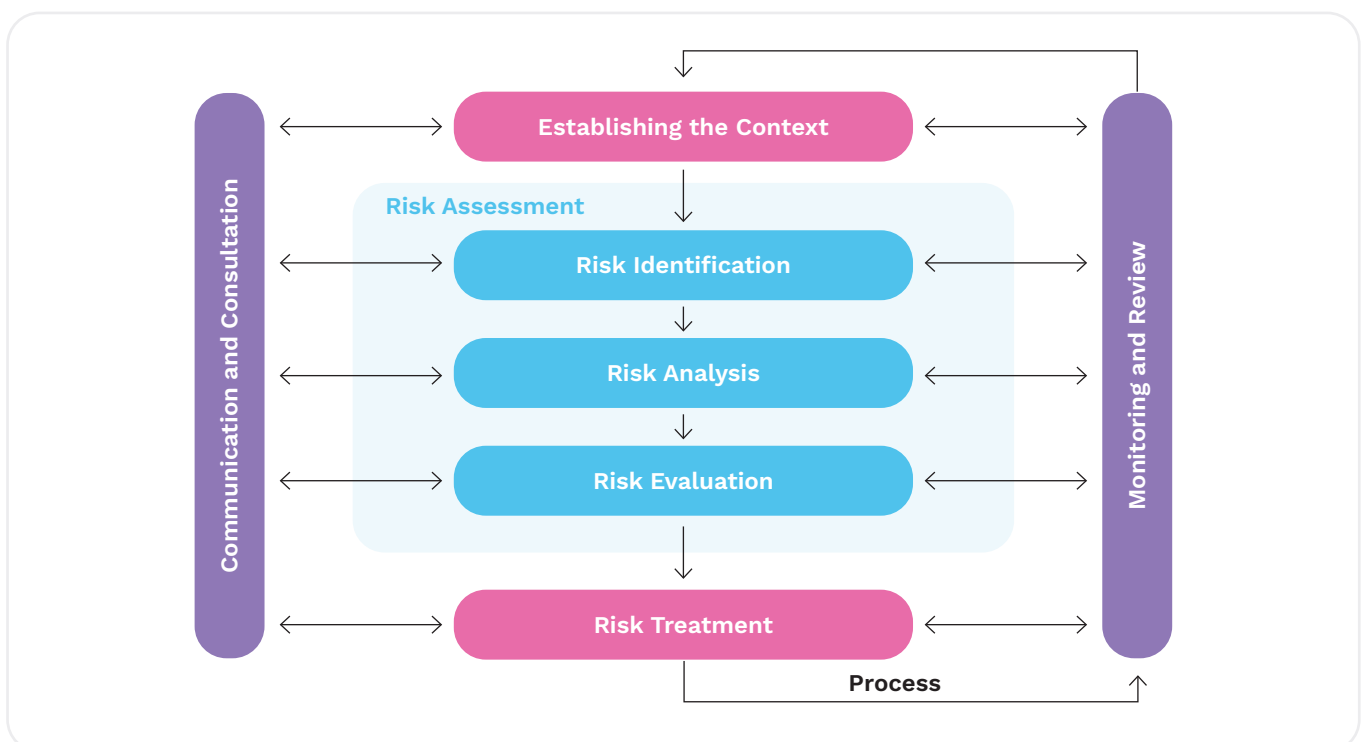 Establishing the Context
Communication and Consultation
Risk Assessment
Risk Identification
Risk Analysis
Risk Evaluation
Monitoring and Review
Risk Treatment
Process